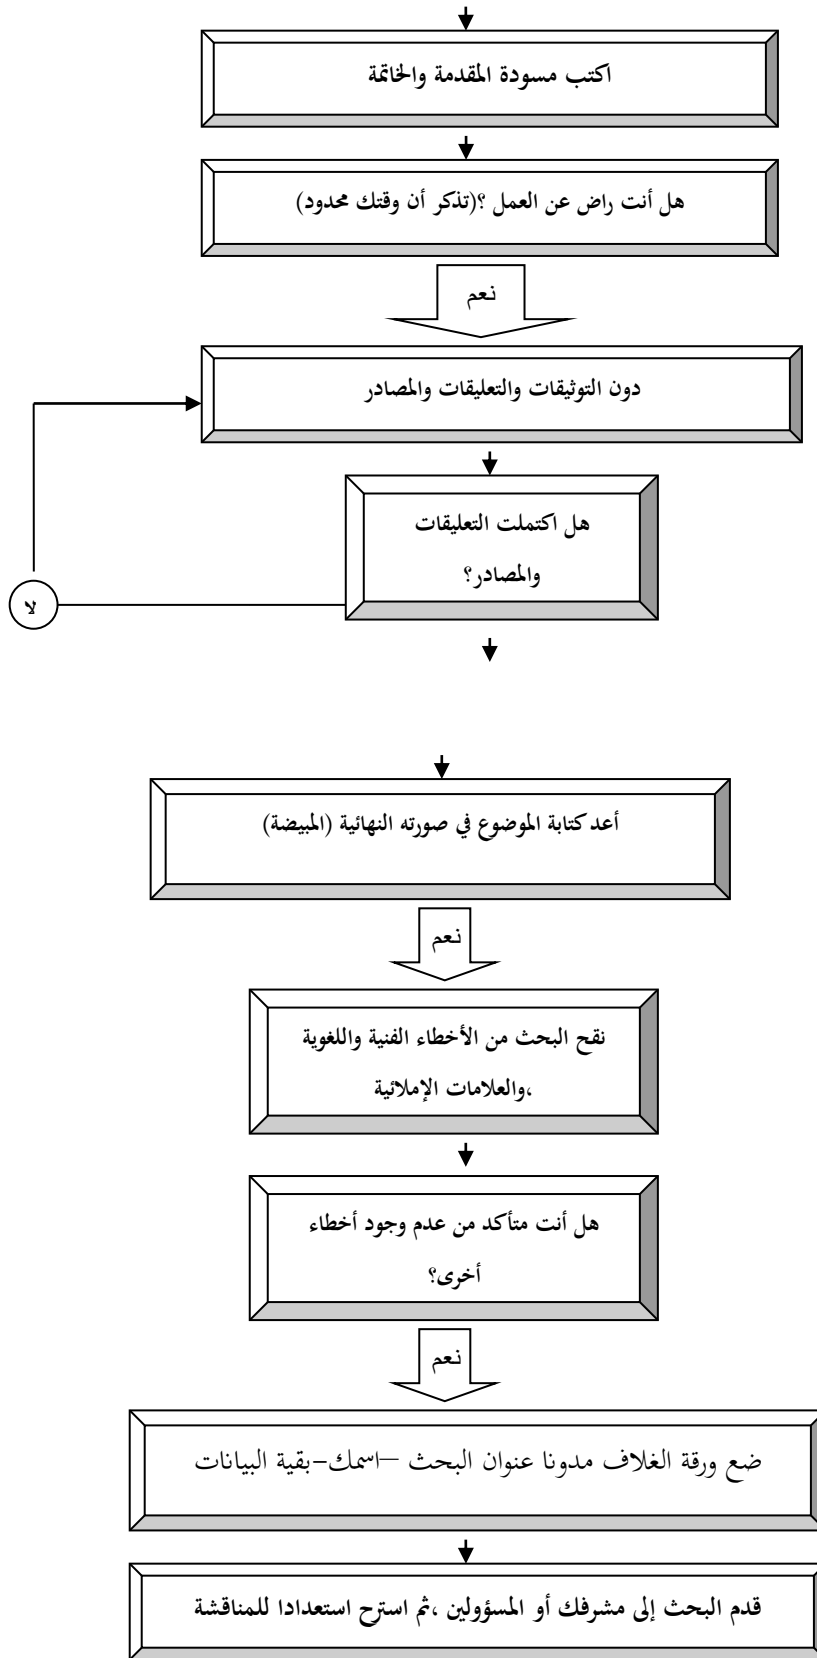 اكتب مسودة المقدمة والخاتمة
هل أنت راض عن العمل ؟(تذكر أن وقتك محدود)
نعم
دون التوثيقات والتعليقات والمصادر
هل اكتملت التعليقات
والمصادر؟
لا
أعد كتابة الموضوع في صورته النهائية (المبيضة)
نعم
نقح البحث من الأخطاء الفنية واللغوية
،والعلامات الإملائية
هل أنت متأكد من عدم وجود أخطاء
أخرى؟
نعم
ضع ورقة الغلاف مدونا عنوان البحث –اسمك-بقية البيانات
قدم البحث إلى مشرفك أو المسؤولين ،ثم استرح استعدادا للمناقشة